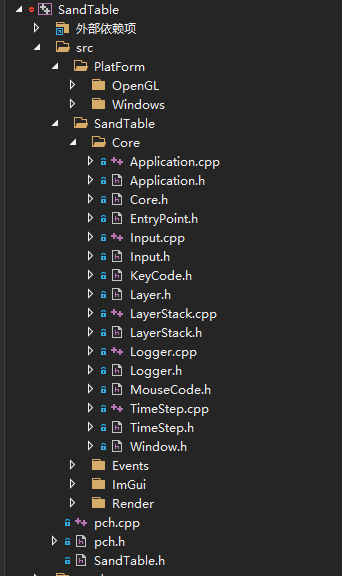 SandTable
外部依赖项
src
PlatForm
OpenGL
Windows
SandTable
Core
Application.cpp
Application.h
Core.h
EntryPoint.h
Input.cpp
Input.h
KeyCode.h
Layer.h
LayerStack.cpp
LayerStack.h
Logger.cpp
Logger.h
MouseCode.h
TimeStep.cpp
TimeStep.h
Window.h
Events
ImGui
Render
pch.cpp
pch.h
SandTable.h